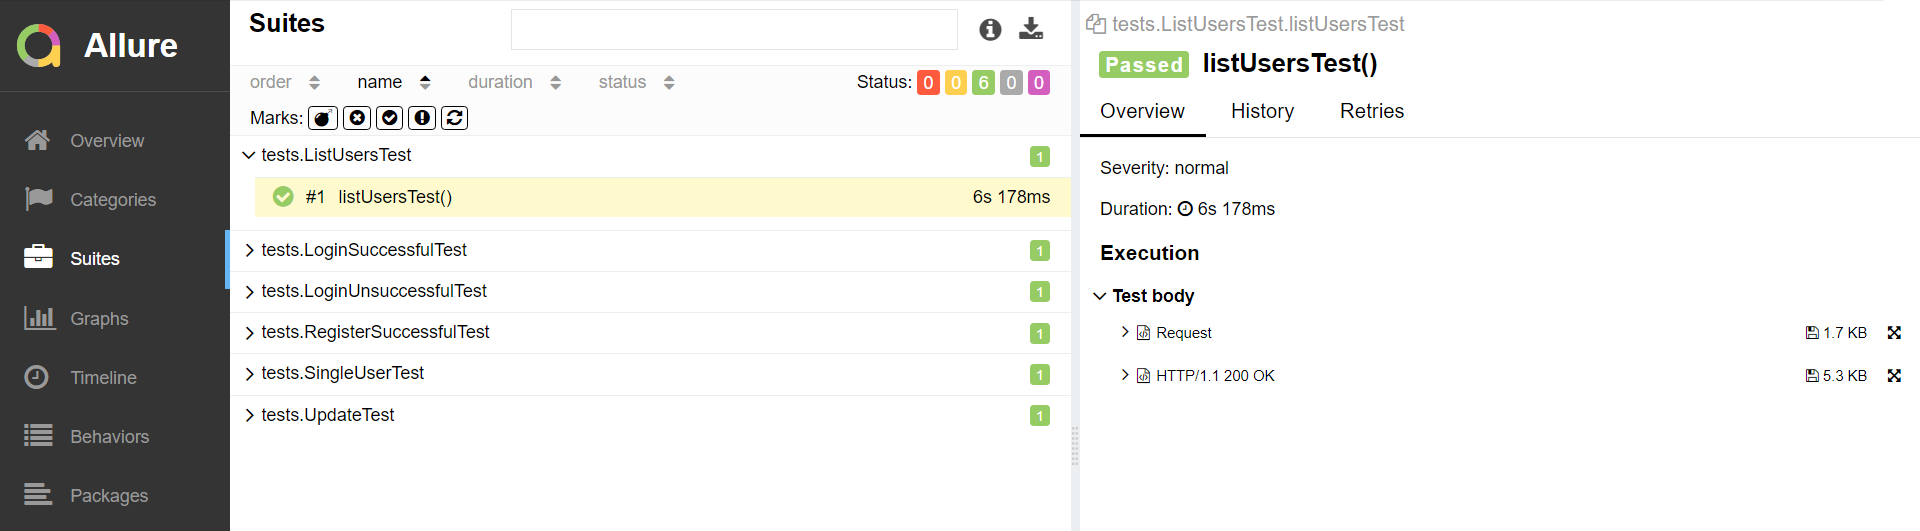 Allure
Overview
Categories
Suites
Graphs
Timeline
Behaviors
Packages
Suites
order name duration status Status: 0 0 6 0 0
Marks:
tests.ListUsersTest 1
#1 listUsersTest() 6s 178ms
tests.LoginSuccessfulTest 1
tests.LoginUnsuccessfulTest 1
tests.RegisterSuccessfulTest 1
tests.SingleUserTest 1
tests.UpdateTest 1
tests.ListUsersTest.listUsersTest
Passed listUsersTest()
Overview History Retries
Severity: normal
Duration: 6s 178ms
Execution
Test body
Request 1.7 KB
HTTP/1.1 200 OK 5.3 KB